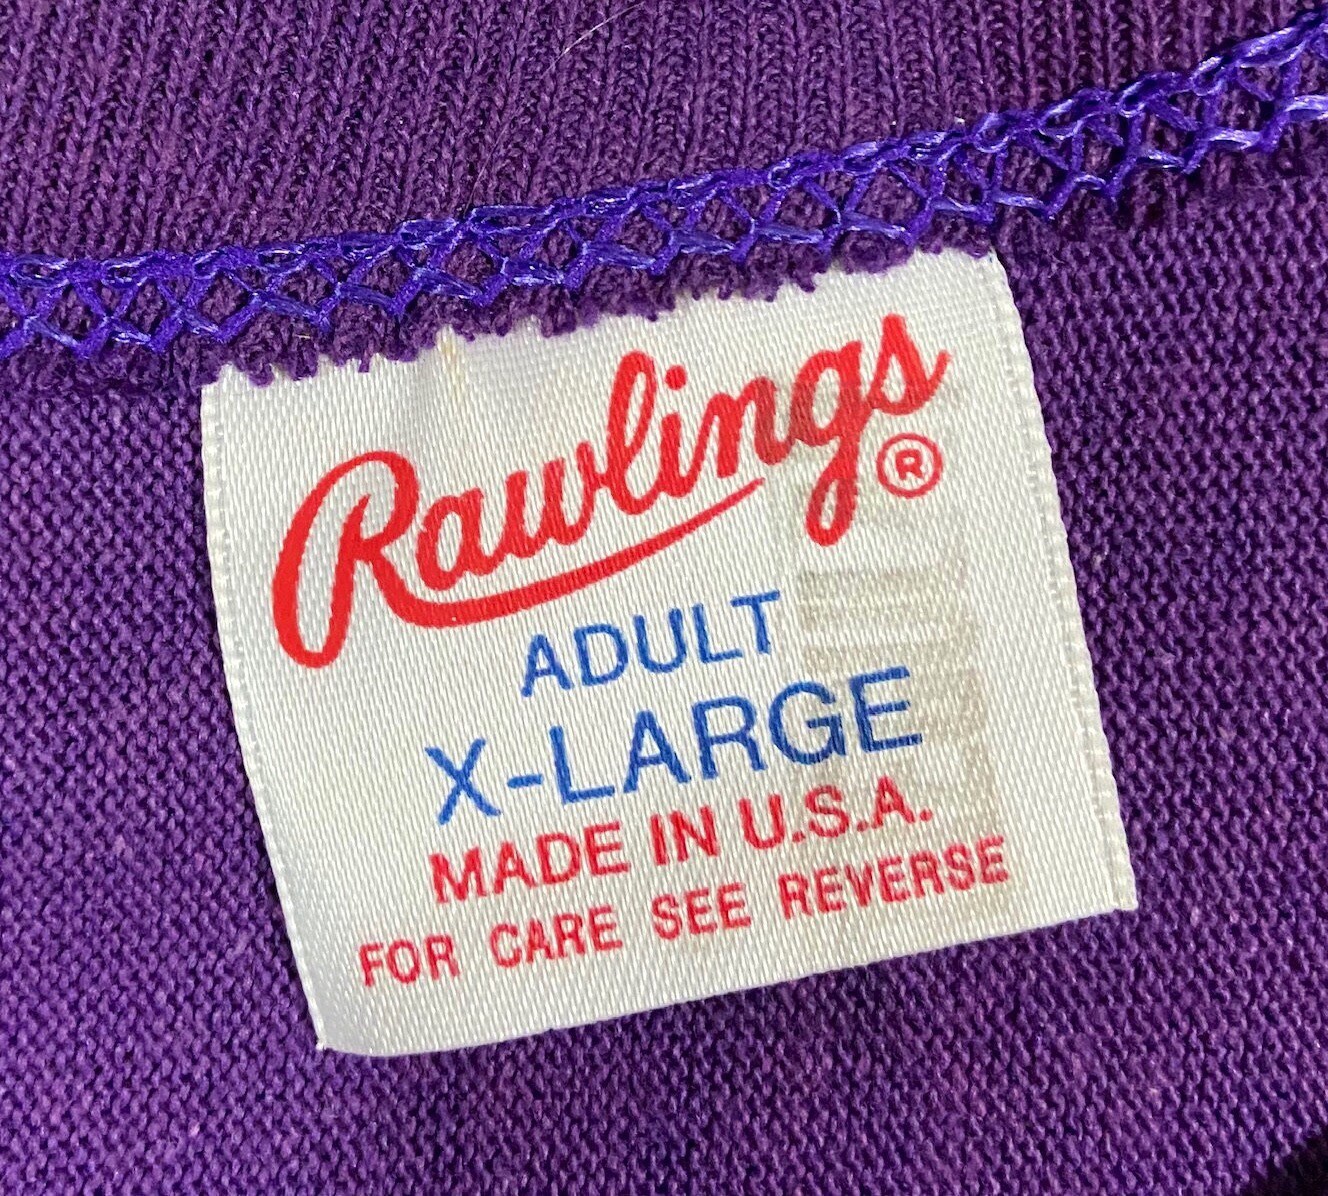 Rawlings®
ADULT
X-LARGE
MADE IN U.S.A.
FOR CARE SEE REVERSE